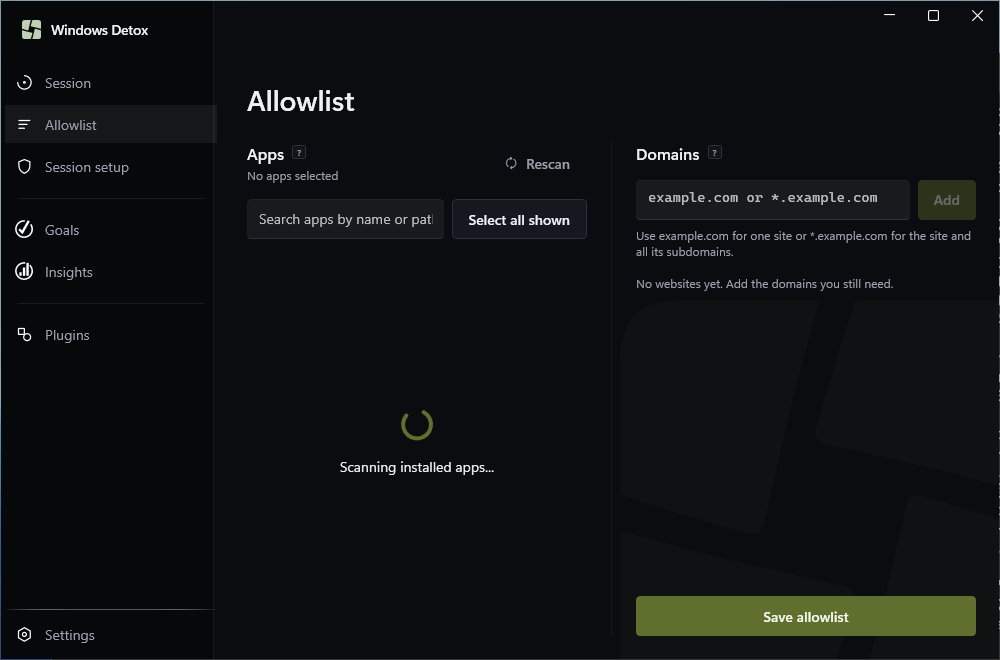 Windows Detox
Session
Allowlist
Session setup
Goals
Insights
Plugins
Settings
Allowlist
Apps ?
No apps selected
Rescan
Search apps by name or pat
Select all shown
Scanning installed apps...
Domains ?
example.com or *.example.com
Add
Use example.com for one site or *.example.com for the site and
all its subdomains.
No websites yet. Add the domains you still need.
Save allowlist